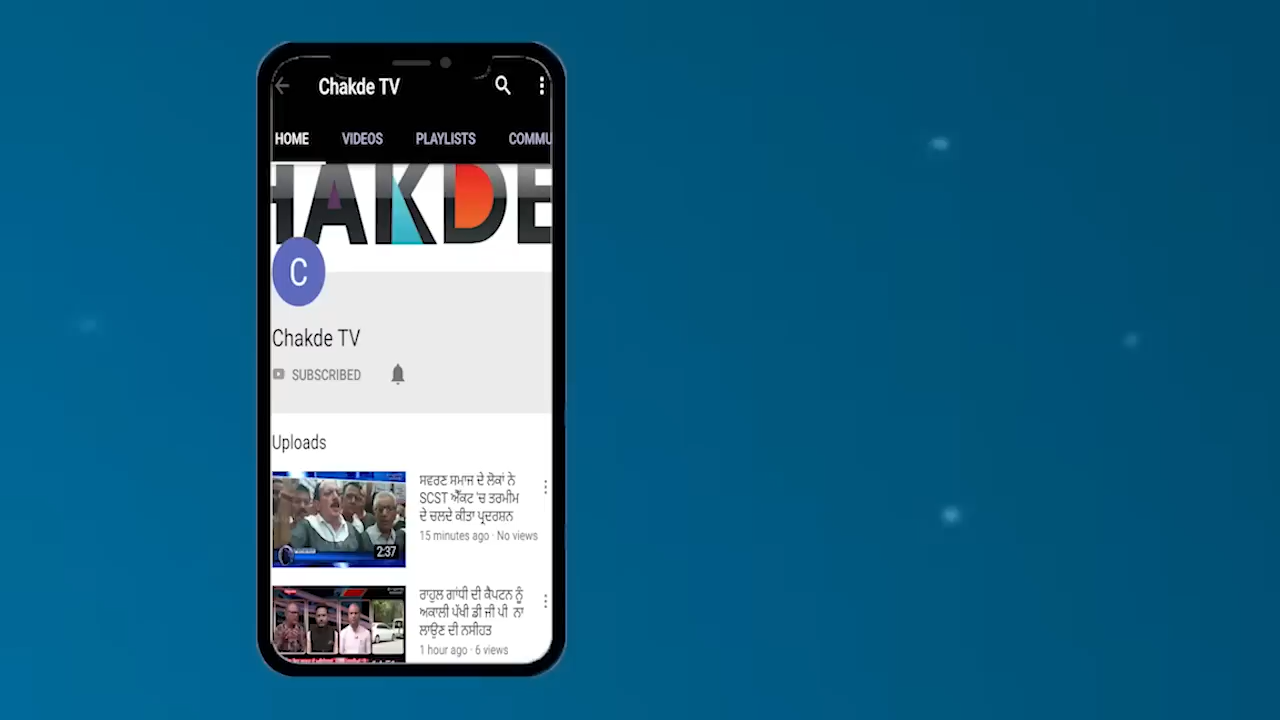 Chakde TV
HOME VIDEOS PLAYLISTS COMMU
HAKDE
C
Chakde TV
SUBSCRIBED
Uploads
ਸਵਰਣ ਸਮਾਜ ਦੇ ਲੋਕਾਂ ਨੇ
SCST ਐਕਟ 'ਚ ਤਰਮੀਮ
ਦੇ ਚਲਦੇ ਕੀਤਾ ਪ੍ਰਦਰਸ਼ਨ
15 minutes ago · No views
2:37
ਰਾਹੁਲ ਗਾਂਧੀ ਦੀ ਕੈਪਟਨ ਨੂੰ
ਅਕਾਲੀ ਪੱਖੀ ਡੀ ਜੀ ਪੀ ਨਾ
ਲਾਉਣ ਦੀ ਨਸੀਹਤ
1 hour ago · 6 views